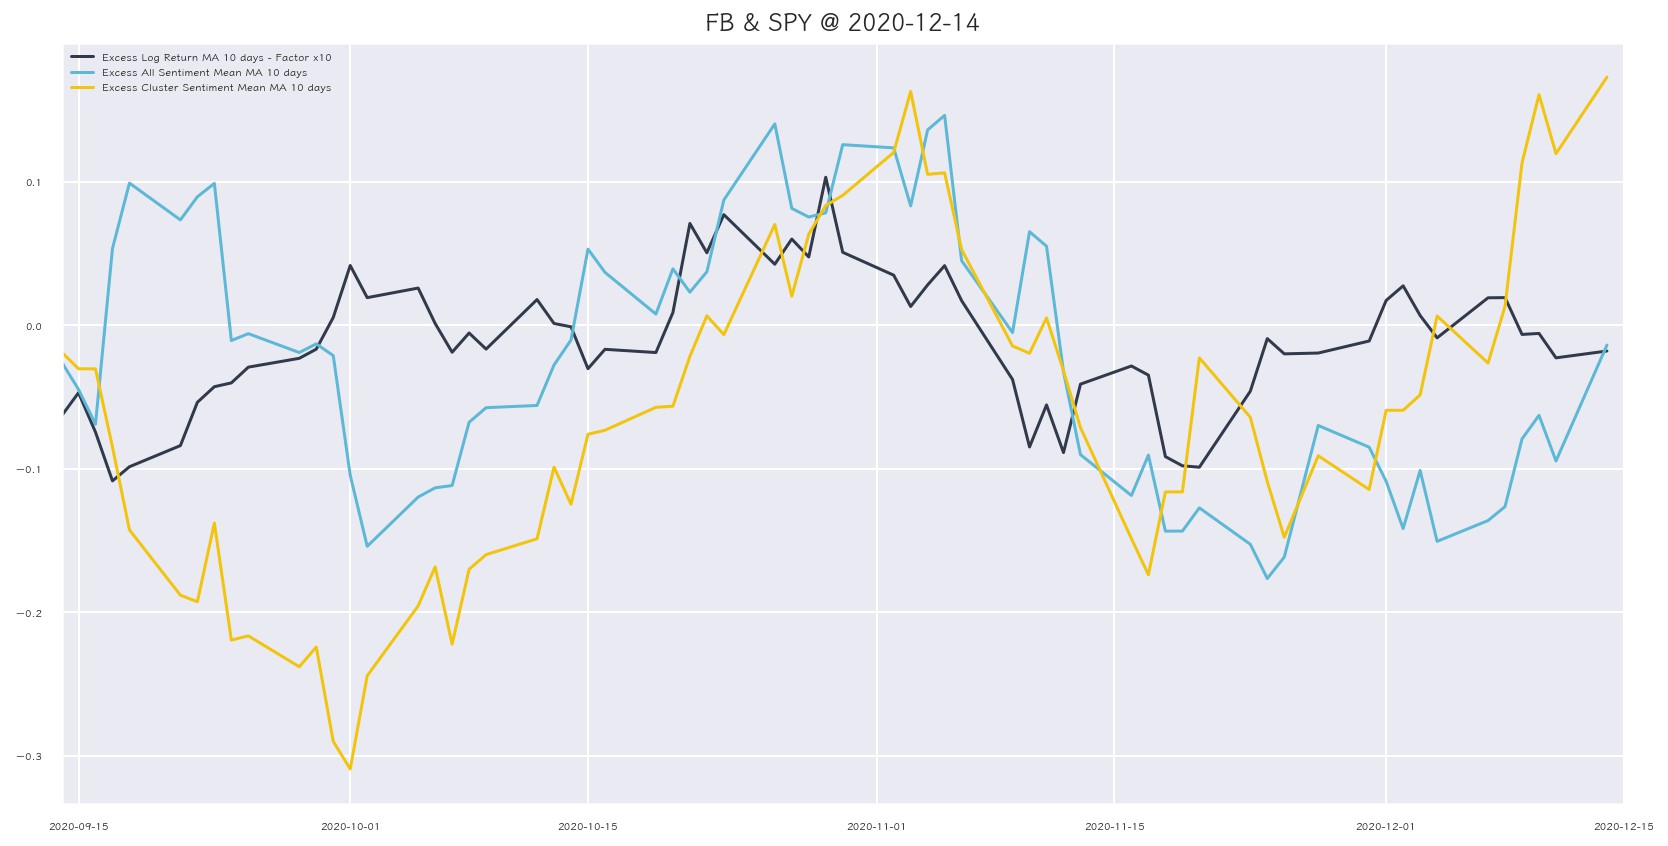 FB & SPY @ 2020-12-14
Excess Log Return MA 10 days - Factor x10
Excess All Sentiment Mean MA 10 days
Excess Cluster Sentiment Mean MA 10 days
0.1
0.0
−0.1
−0.2
−0.3
2020-09-15 2020-10-01 2020-10-15 2020-11-01 2020-11-15 2020-12-01 2020-12-15